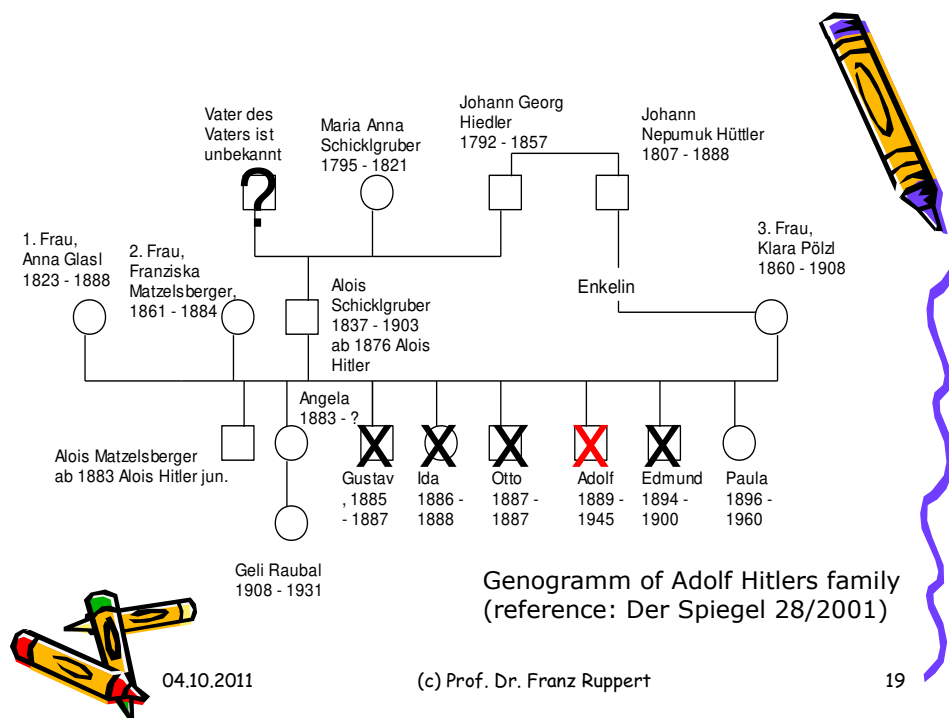 Vater des
Vaters ist
unbekannt
?
Maria Anna
Schicklgruber
1795 - 1821
Johann Georg
Hiedler
1792 - 1857
Johann
Nepumuk Hüttler
1807 - 1888
1. Frau,
Anna Glasl
1823 - 1888
2. Frau,
Franziska
Matzelsberger,
1861 - 1884
Alois
Schicklgruber
1837 - 1903
ab 1876 Alois
Hitler
Enkelin
3. Frau,
Klara Pölzl
1860 - 1908
Alois Matzelsberger
ab 1883 Alois Hitler jun.
Angela
1883 - ?
X
Gustav
, 1885
- 1887
X
Ida
1886 -
1888
X
Otto
1887 -
1887
X
Adolf
1889 -
1945
X
Edmund
1894 -
1900
Paula
1896 -
1960
Geli Raubal
1908 - 1931
Genogramm of Adolf Hitlers family
(reference: Der Spiegel 28/2001)
04.10.2011
(c) Prof. Dr. Franz Ruppert
19